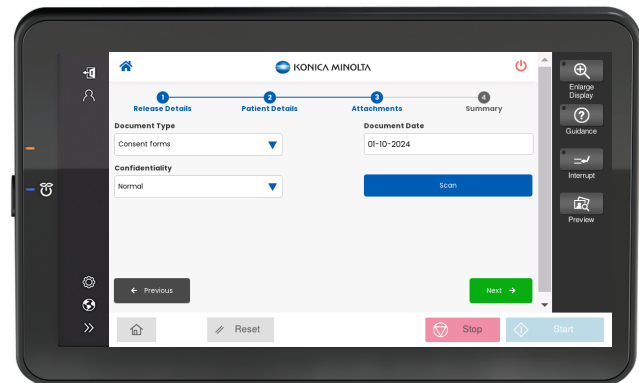 KONICA MINOLTA
1 2 3 4
Release Details Patient Details Attachments Summary
Document Type Document Date
Consent forms 01-10-2024
Confidentiality
Normal Scan
← Previous Next →
Reset Stop Start
Enlarge
Display
Guidance
Interrupt
Preview